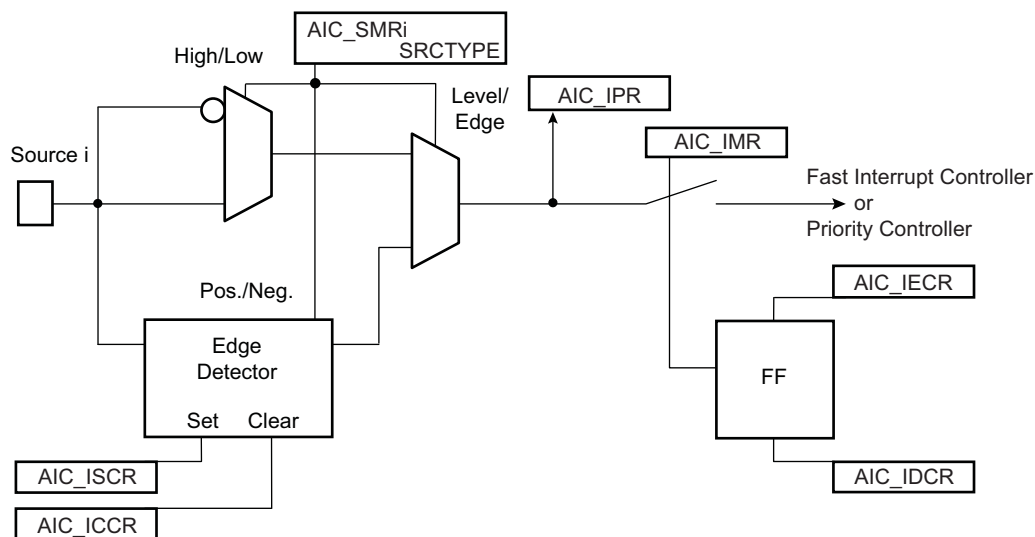 AIC_SMRi
SRCTYPE
High/Low
Level/
Edge
AIC_IPR
AIC_IMR
Source i
Fast Interrupt Controller
or
Priority Controller
Pos./Neg.
AIC_IECR
Edge
Detector
FF
Set Clear
AIC_ISCR
AIC_IDCR
AIC_ICCR